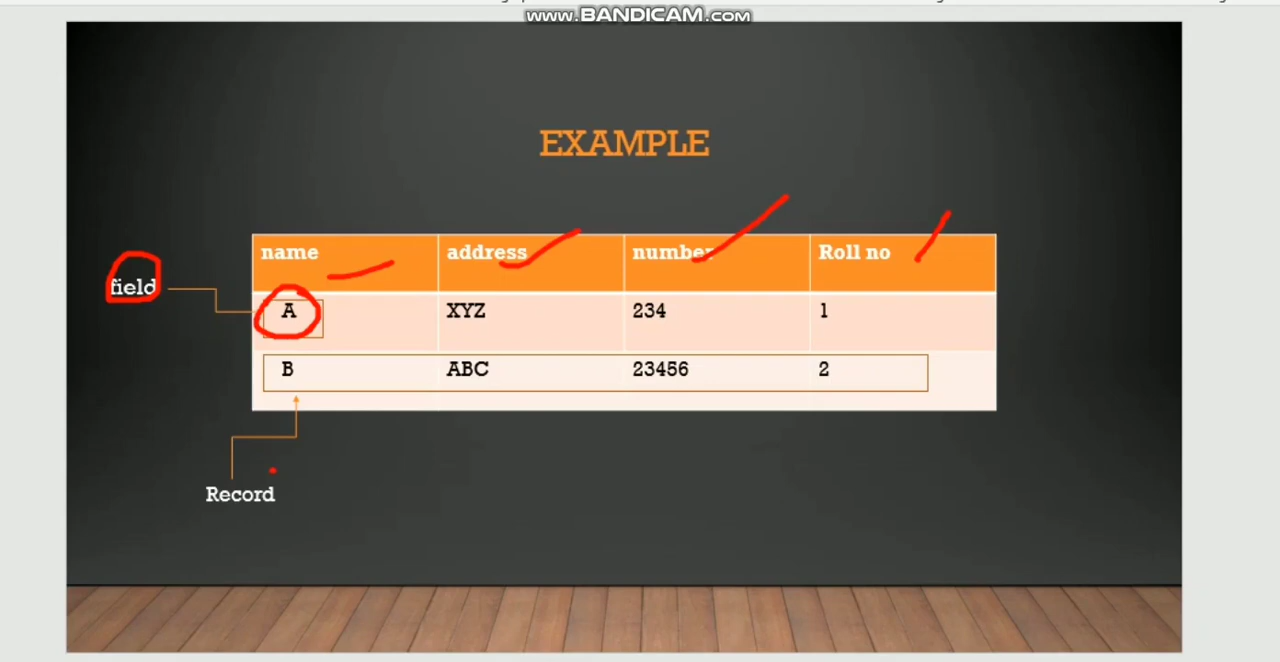 www.BANDICAM.com
EXAMPLE
name address number Roll no
field
A XYZ 234 1
B ABC 23456 2
Record